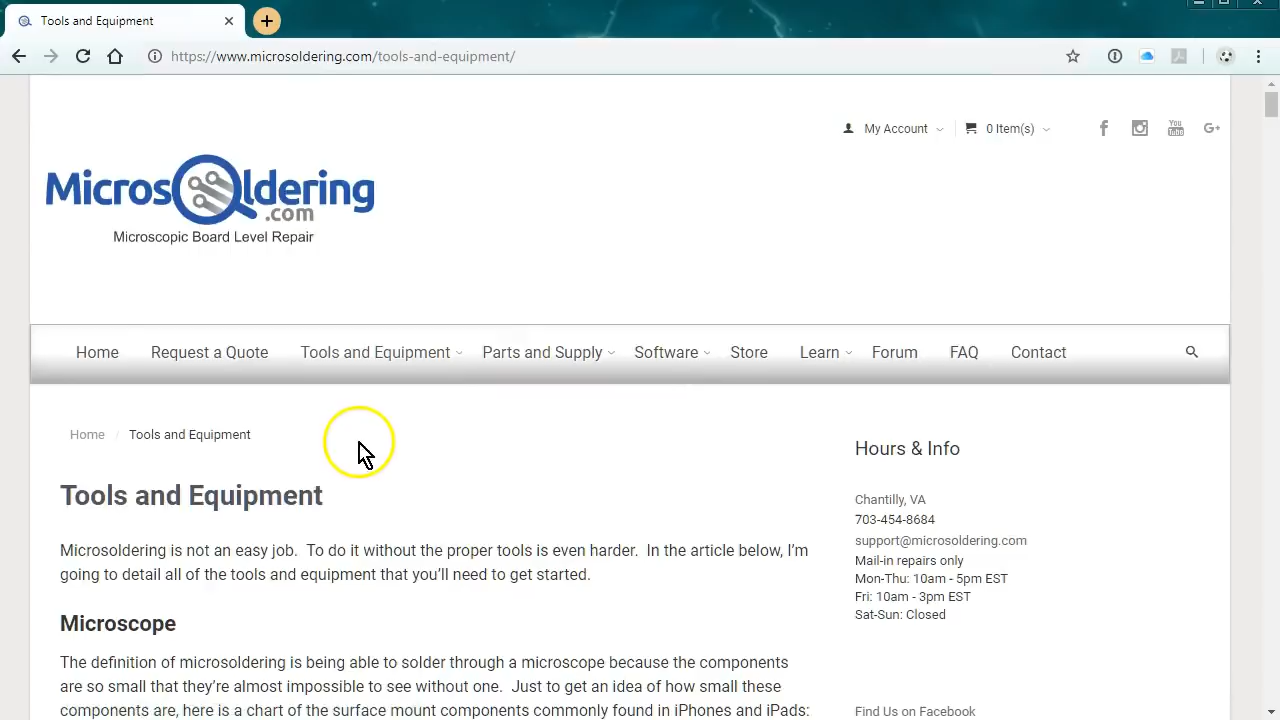 Tools and Equipment
https://www.microsoldering.com/tools-and-equipment/
My Account
0 Item(s)
You
Tube
G+
Microsoldering
.com
Microscopic Board Level Repair
Home
Request a Quote
Tools and Equipment
Parts and Supply
Software
Store
Learn
Forum
FAQ
Contact
Home / Tools and Equipment
Tools and Equipment
Microsoldering is not an easy job. To do it without the proper tools is even harder. In the article below, I'm
going to detail all of the tools and equipment that you'll need to get started.
Microscope
The definition of microsoldering is being able to solder through a microscope because the components
are so small that they're almost impossible to see without one. Just to get an idea of how small these
components are, here is a chart of the surface mount components commonly found in iPhones and iPads:
Hours & Info
Chantilly, VA
703-454-8684
support@microsoldering.com
Mail-in repairs only
Mon-Thu: 10am - 5pm EST
Fri: 10am - 3pm EST
Sat-Sun: Closed
Find Us on Facebook